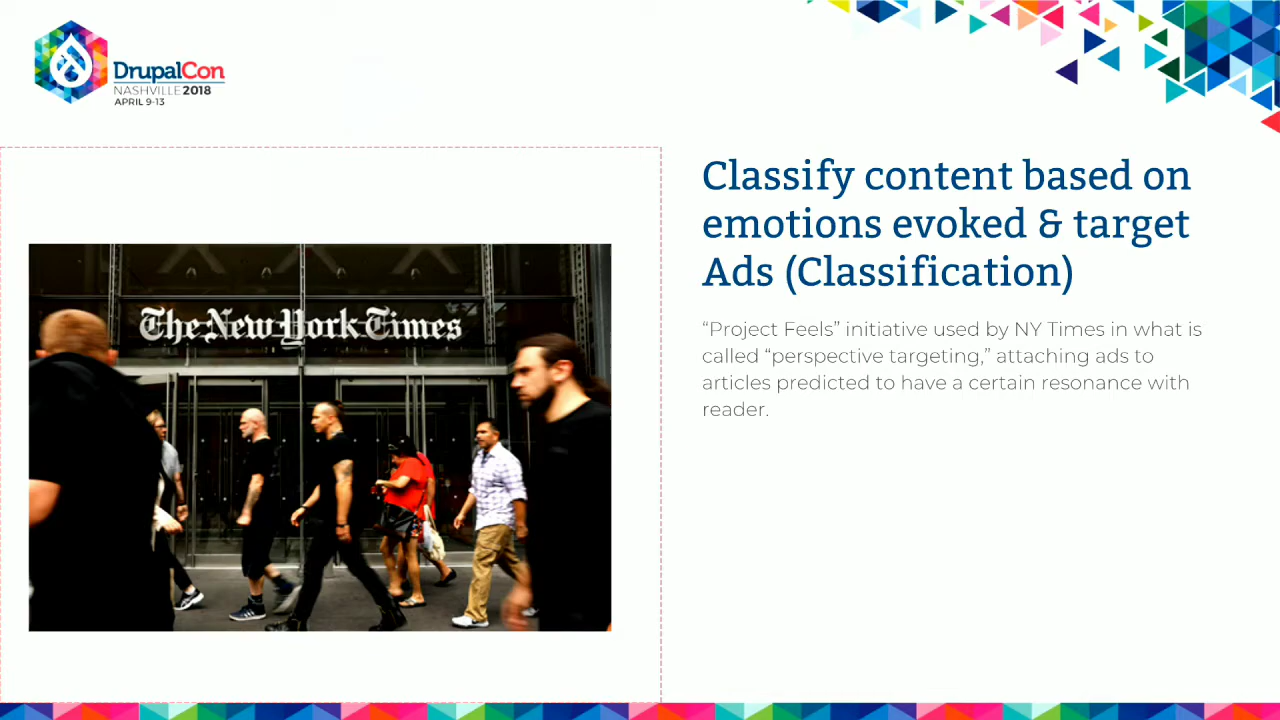 DrupalCon
NASHVILLE 2018
APRIL 9-13
Classify content based on
emotions evoked & target
Ads (Classification)
“Project Feels” initiative used by NY Times in what is
called “perspective targeting,” attaching ads to
articles predicted to have a certain resonance with
reader.
The New York Times